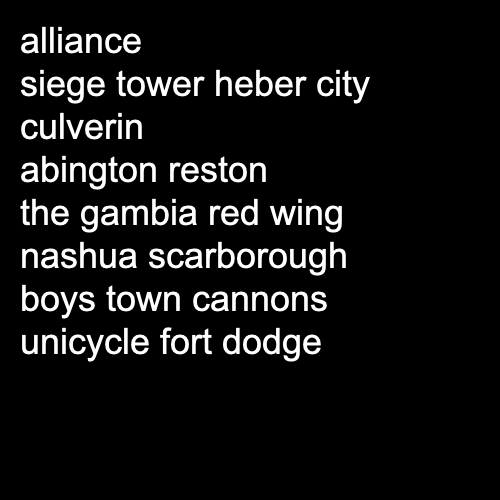 alliance
siege tower heber city
culverin
abington reston
the gambia red wing
nashua scarborough
boys town cannons
unicycle fort dodge